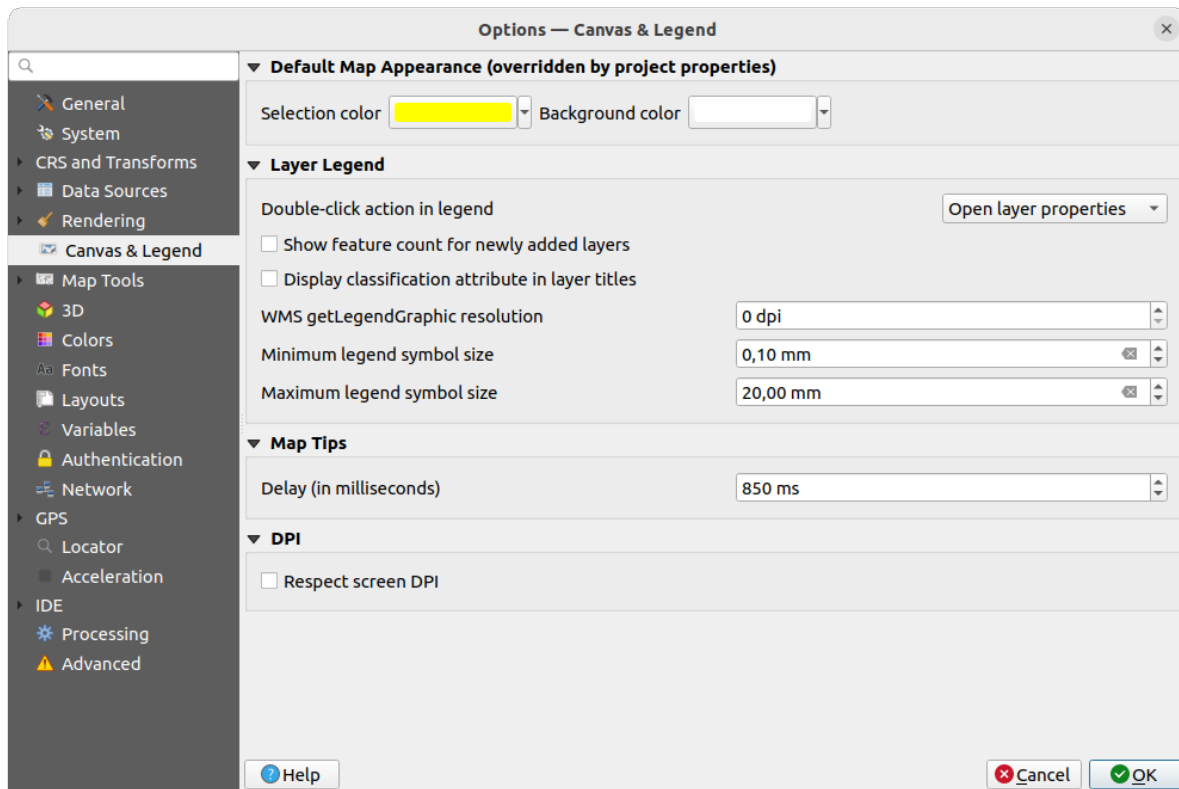 Options — Canvas & Legend
General
System
CRS and Transforms
Data Sources
Rendering
Canvas & Legend
Map Tools
3D
Colors
Aa Fonts
Layouts
ε Variables
Authentication
Network
GPS
Locator
Acceleration
IDE
Processing
Advanced
Default Map Appearance (overridden by project properties)
Selection color Background color
Layer Legend
Double-click action in legend Open layer properties
Show feature count for newly added layers
Display classification attribute in layer titles
WMS getLegendGraphic resolution 0 dpi
Minimum legend symbol size 0,10 mm
Maximum legend symbol size 20,00 mm
Map Tips
Delay (in milliseconds) 850 ms
DPI
Respect screen DPI
Help Cancel OK